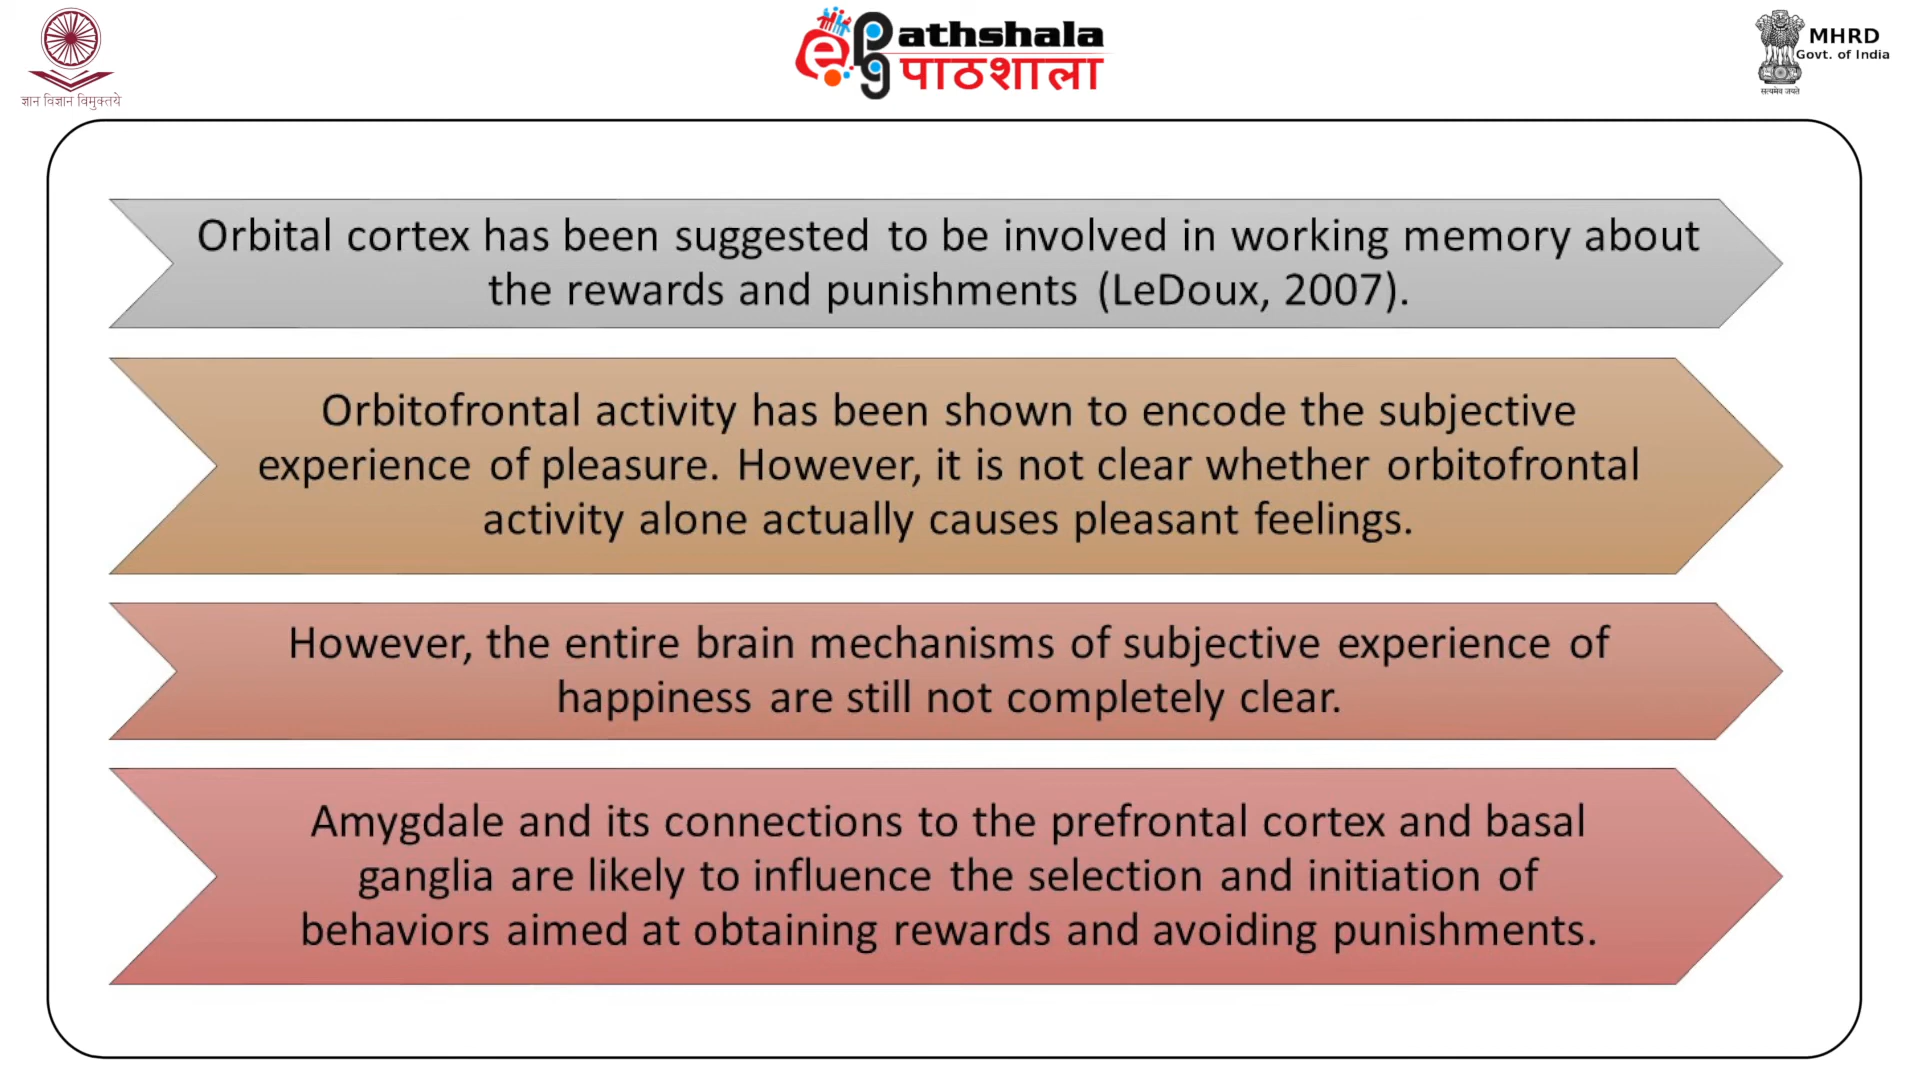 ज्ञान विज्ञान विमुक्तये
ePathshala
पाठशाला
MHRD
Govt. of India
सत्यमेव जयते
Orbital cortex has been suggested to be involved in working memory about
the rewards and punishments (LeDoux, 2007).
Orbitofrontal activity has been shown to encode the subjective
experience of pleasure. However, it is not clear whether orbitofrontal
activity alone actually causes pleasant feelings.
However, the entire brain mechanisms of subjective experience of
happiness are still not completely clear.
Amygdale and its connections to the prefrontal cortex and basal
ganglia are likely to influence the selection and initiation of
behaviors aimed at obtaining rewards and avoiding punishments.